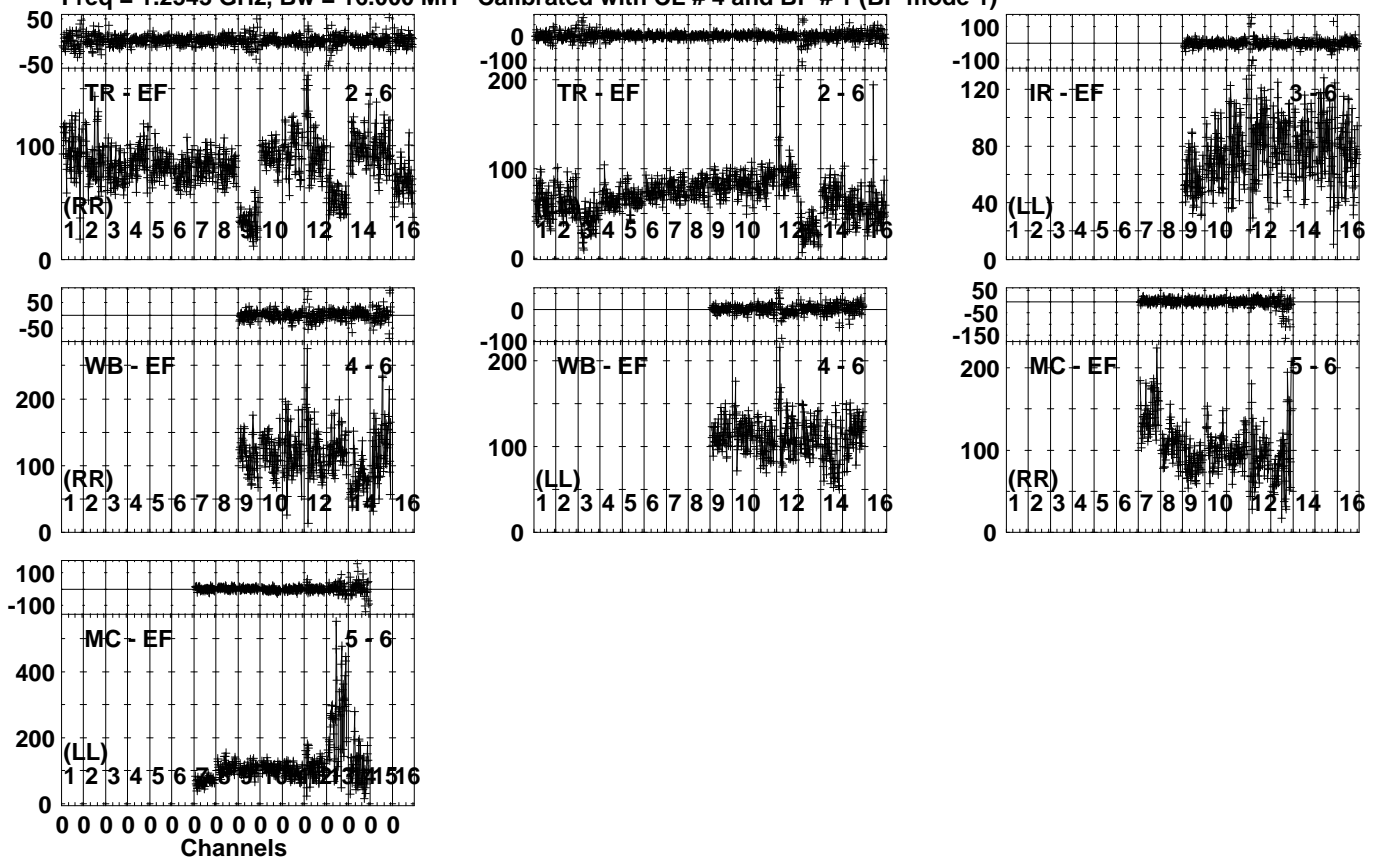 Freq = 1.2543 GHz, Bw = 16.000 MH Calibrated with CL # 4 and BP # 1 (BP mode 1)
50
-50
TR - EF 2 - 6
100
(RR)
1 2 3 4 5 6 7 8 9 10 12 14 16
0
0
-100
200
TR - EF 2 - 6
100
(LL)
1 2 3 4 5 6 7 8 9 10 12 14 16
0
100
-100
120
IR - EF 3 - 6
80
40
(LL)
1 2 3 4 5 6 7 8 9 10 12 14 16
0
50
-50
WB - EF 4 - 6
200
100
(RR)
1 2 3 4 5 6 7 8 9 10 12 14 16
0
0
-100
200
WB - EF 4 - 6
100
(LL)
1 2 3 4 5 6 7 8 9 10 12 14 16
0
50
-50
-150
200
MC - EF 5 - 6
100
(RR)
1 2 3 4 5 6 7 8 9 10 12 14 16
0
100
-100
MC - EF 5 - 6
400
200
(LL)
1 2 3 4 5 6 7 8 9 10 11 12 13 14 15 16
0
0 0 0 0 0 0 0 0 0 0 0 0 0 0 0 0
Channels